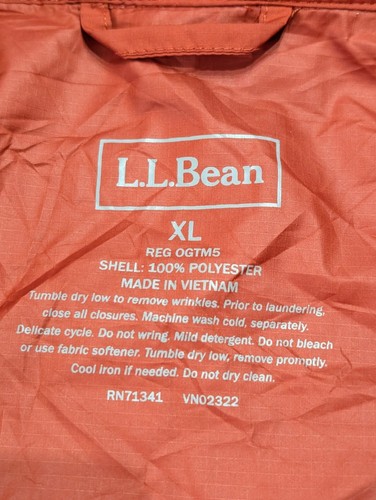 L.L.Bean
XL
REG OGTM5
SHELL: 100% POLYESTER
MADE IN VIETNAM
Tumble dry low to remove wrinkles. Prior to laundering,
close all closures. Machine wash cold, separately.
Delicate cycle. Do not wring. Mild detergent. Do not bleach
or use fabric softener. Tumble dry low, remove promptly.
Cool iron if needed. Do not dry clean.
RN71341 VN02322